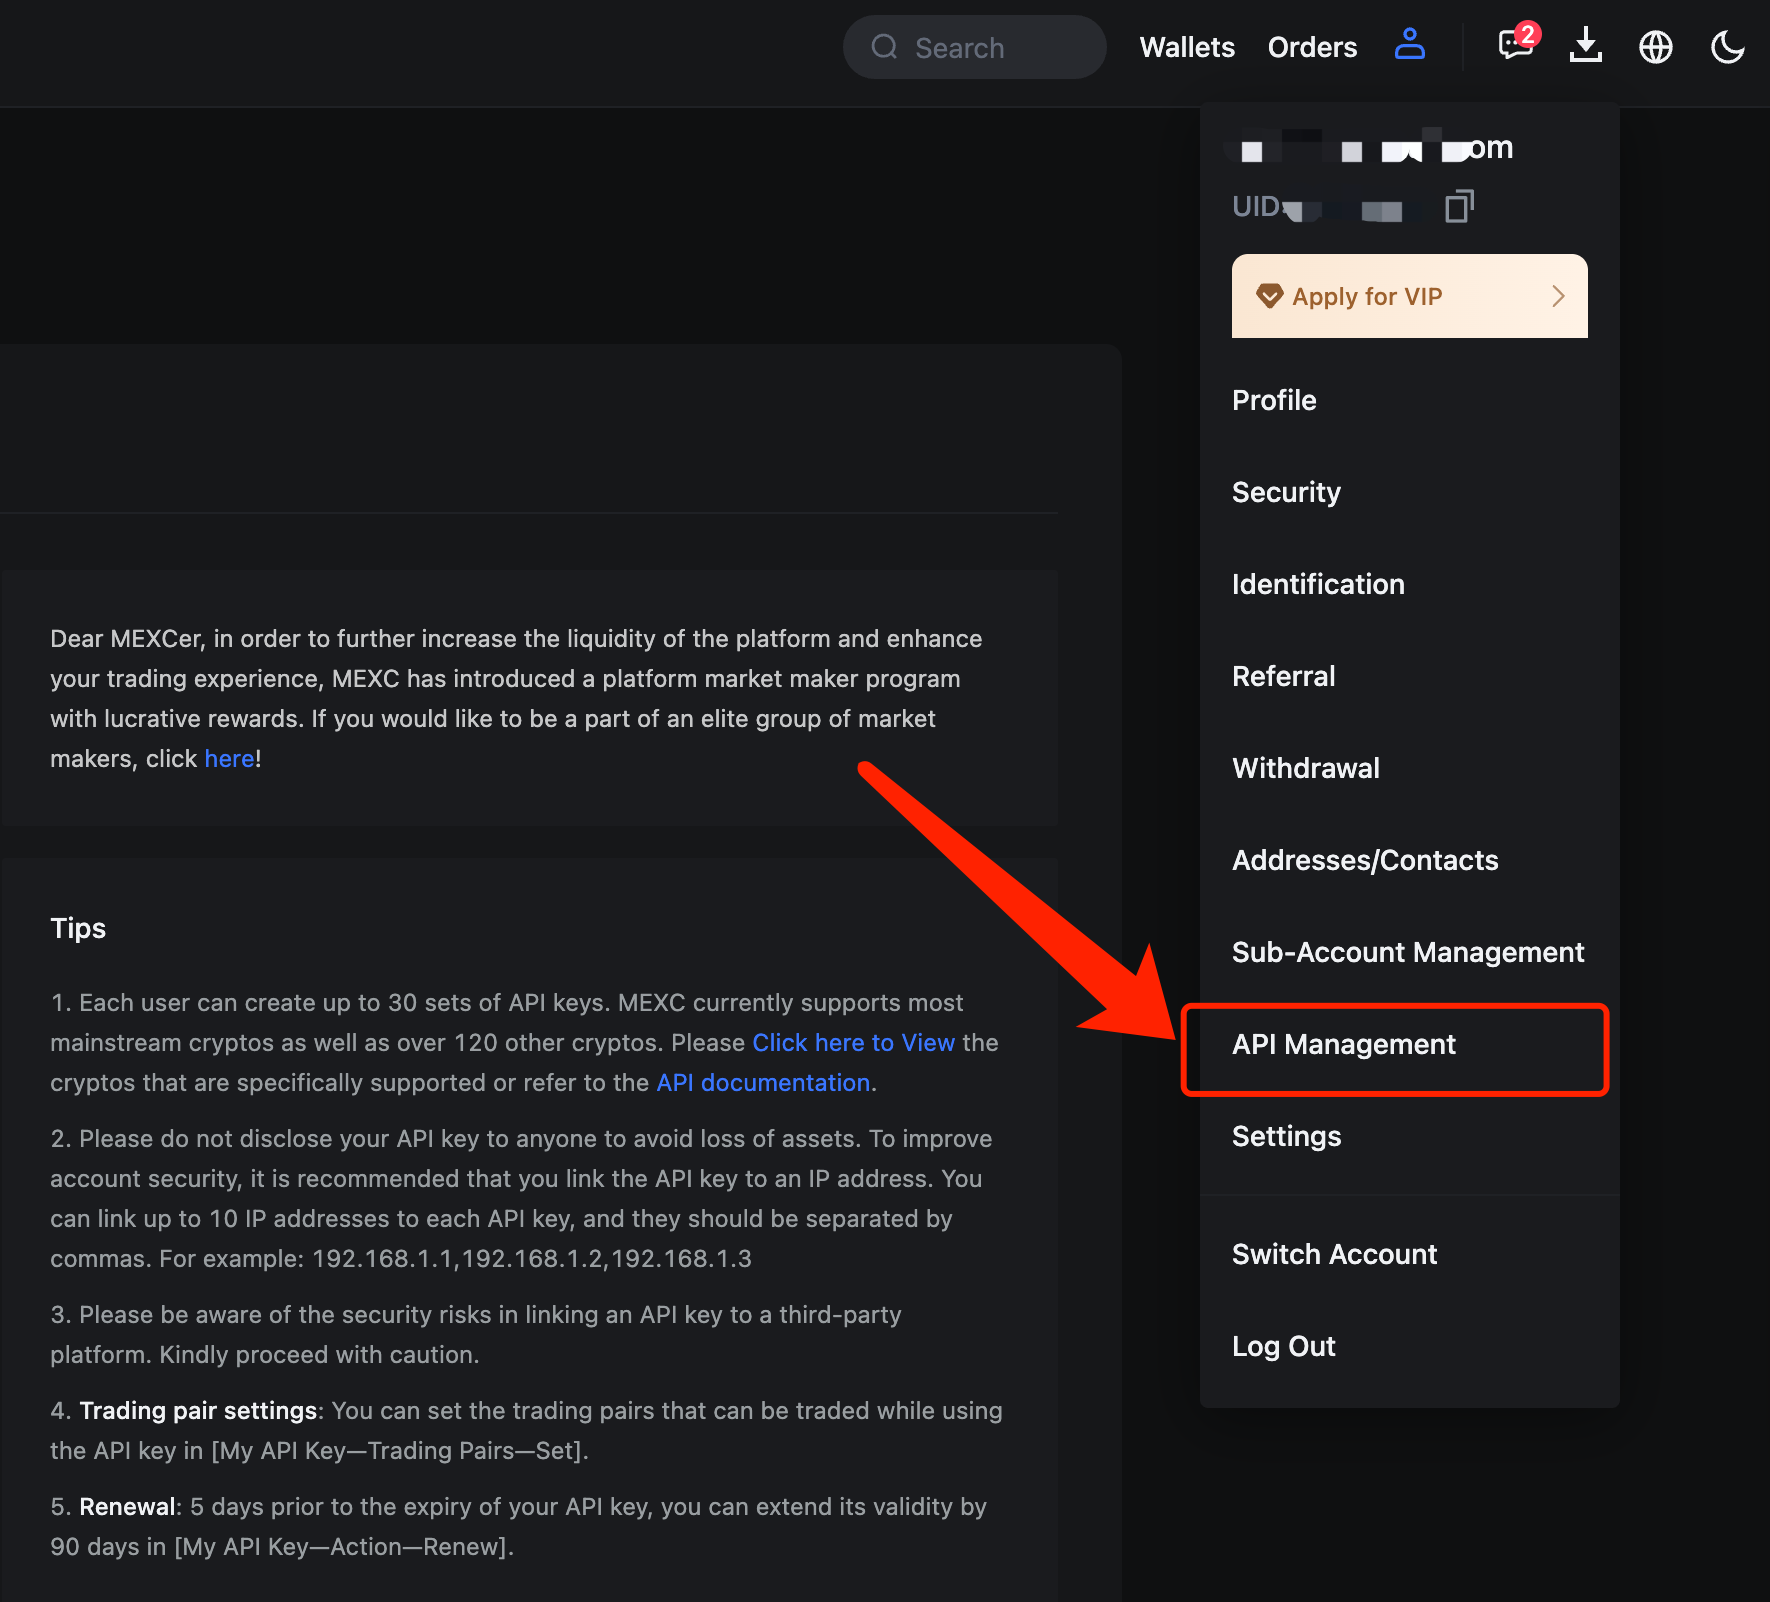 Search
Wallets
Orders
2
om
UID
Apply for VIP
Profile
Security
Identification
Referral
Withdrawal
Addresses/Contacts
Sub-Account Management
API Management
Settings
Switch Account
Log Out
Dear MEXCer, in order to further increase the liquidity of the platform and enhance
your trading experience, MEXC has introduced a platform market maker program
with lucrative rewards. If you would like to be a part of an elite group of market
makers, click here!
Tips
1. Each user can create up to 30 sets of API keys. MEXC currently supports most
mainstream cryptos as well as over 120 other cryptos. Please Click here to View the
cryptos that are specifically supported or refer to the API documentation.
2. Please do not disclose your API key to anyone to avoid loss of assets. To improve
account security, it is recommended that you link the API key to an IP address. You
can link up to 10 IP addresses to each API key, and they should be separated by
commas. For example: 192.168.1.1,192.168.1.2,192.168.1.3
3. Please be aware of the security risks in linking an API key to a third-party
platform. Kindly proceed with caution.
4. Trading pair settings: You can set the trading pairs that can be traded while using
the API key in [My API Key—Trading Pairs—Set].
5. Renewal: 5 days prior to the expiry of your API key, you can extend its validity by
90 days in [My API Key—Action—Renew].